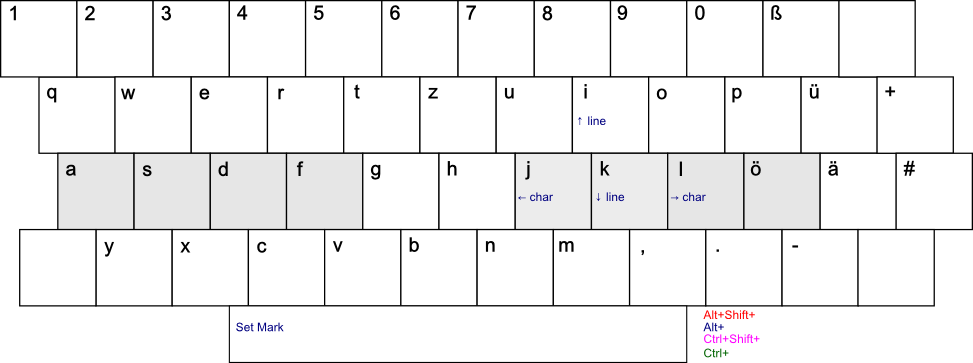 1 2 3 4 5 6 7 8 9 0 ß
q w e r t z u i o p ü +
↑ line
a s d f g h j k l ö ä #
← char ↓ line → char
y x c v b n m , . -
Set Mark
Alt+Shift+
Alt+
Ctrl+Shift+
Ctrl+